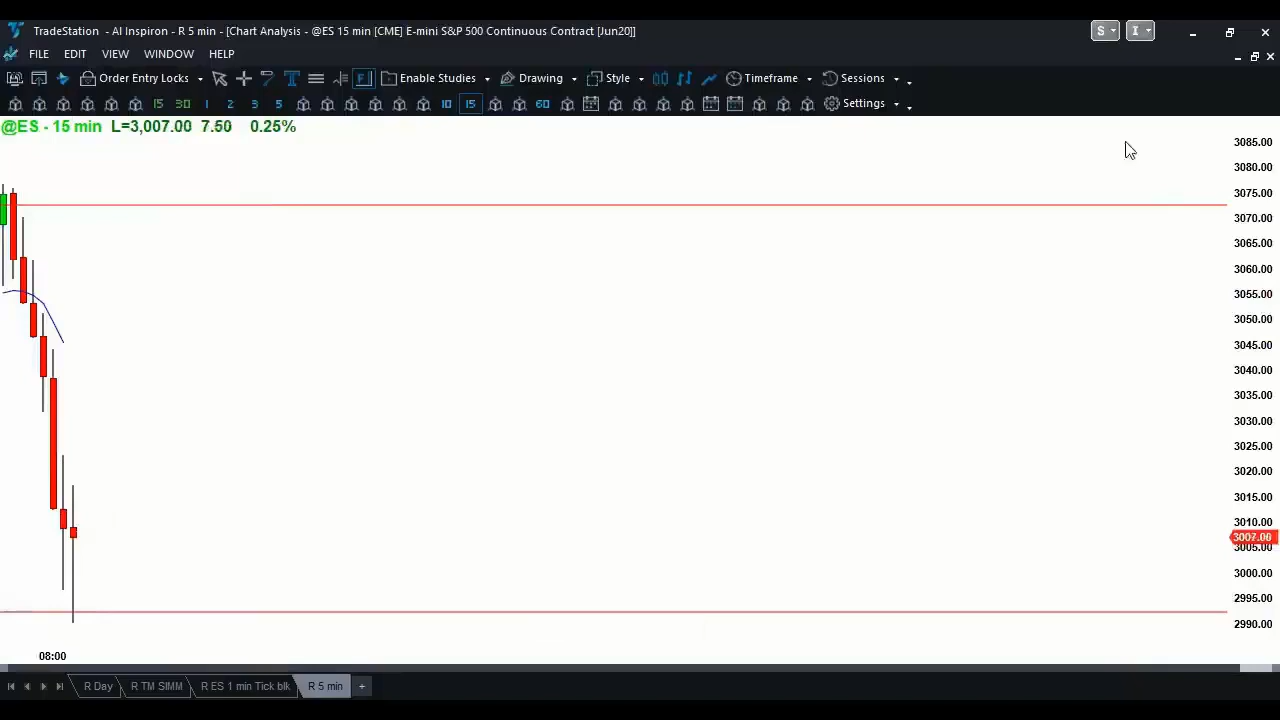 TradeStation - AI Inspiron - R 5 min - [Chart Analysis - @ES 15 min [CME] E-mini S&P 500 Continuous Contract [Jun20]]
S
I
FILE EDIT VIEW WINDOW HELP
Order Entry Locks Enable Studies Drawing Style Timeframe Sessions
15 30 1 2 3 5 10 15 60 Settings
@ES - 15 min L=3,007.00 7.50 0.25%
3085.00
3080.00
3075.00
3070.00
3065.00
3060.00
3055.00
3050.00
3045.00
3040.00
3035.00
3030.00
3025.00
3020.00
3015.00
3010.00
3007.00
3005.00
3000.00
2995.00
2990.00
08:00
R Day R TM SIMM R ES 1 min Tick blk R 5 min +